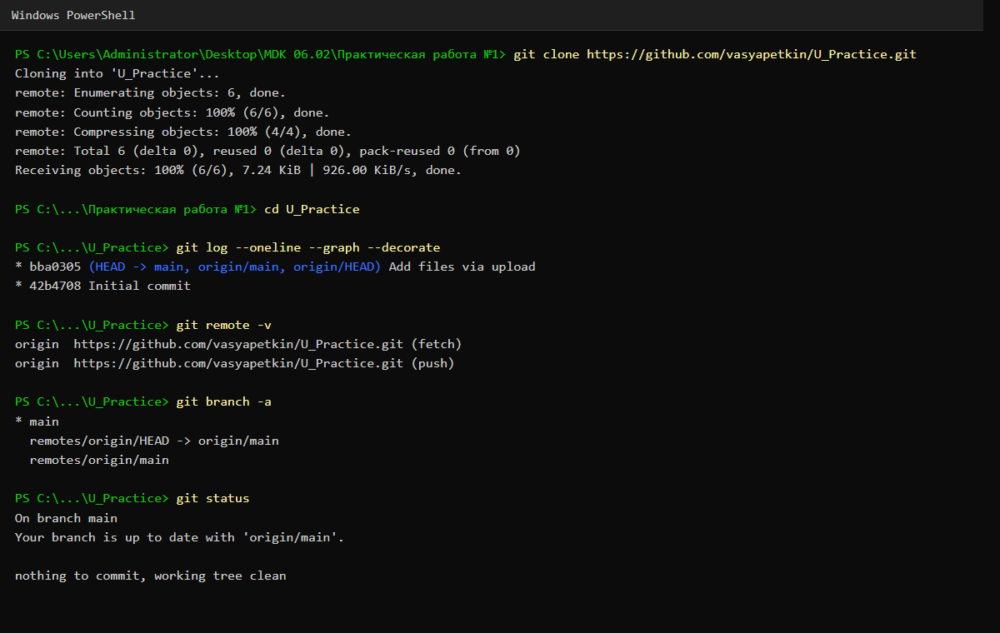 Windows PowerShell
PS C:\Users\Administrator\Desktop\MDK 06.02\Практическая работа №1> git clone https://github.com/vasyapetkin/U_Practice.git
Cloning into 'U_Practice'...
remote: Enumerating objects: 6, done.
remote: Counting objects: 100% (6/6), done.
remote: Compressing objects: 100% (4/4), done.
remote: Total 6 (delta 0), reused 0 (delta 0), pack-reused 0 (from 0)
Receiving objects: 100% (6/6), 7.24 KiB | 926.00 KiB/s, done.
PS C:\...\Практическая работа №1> cd U_Practice
PS C:\...\U_Practice> git log --oneline --graph --decorate
* bba0305 (HEAD -> main, origin/main, origin/HEAD) Add files via upload
* 42b4708 Initial commit
PS C:\...\U_Practice> git remote -v
origin  https://github.com/vasyapetkin/U_Practice.git (fetch)
origin  https://github.com/vasyapetkin/U_Practice.git (push)
PS C:\...\U_Practice> git branch -a
* main
  remotes/origin/HEAD -> origin/main
  remotes/origin/main
PS C:\...\U_Practice> git status
On branch main
Your branch is up to date with 'origin/main'.
nothing to commit, working tree clean